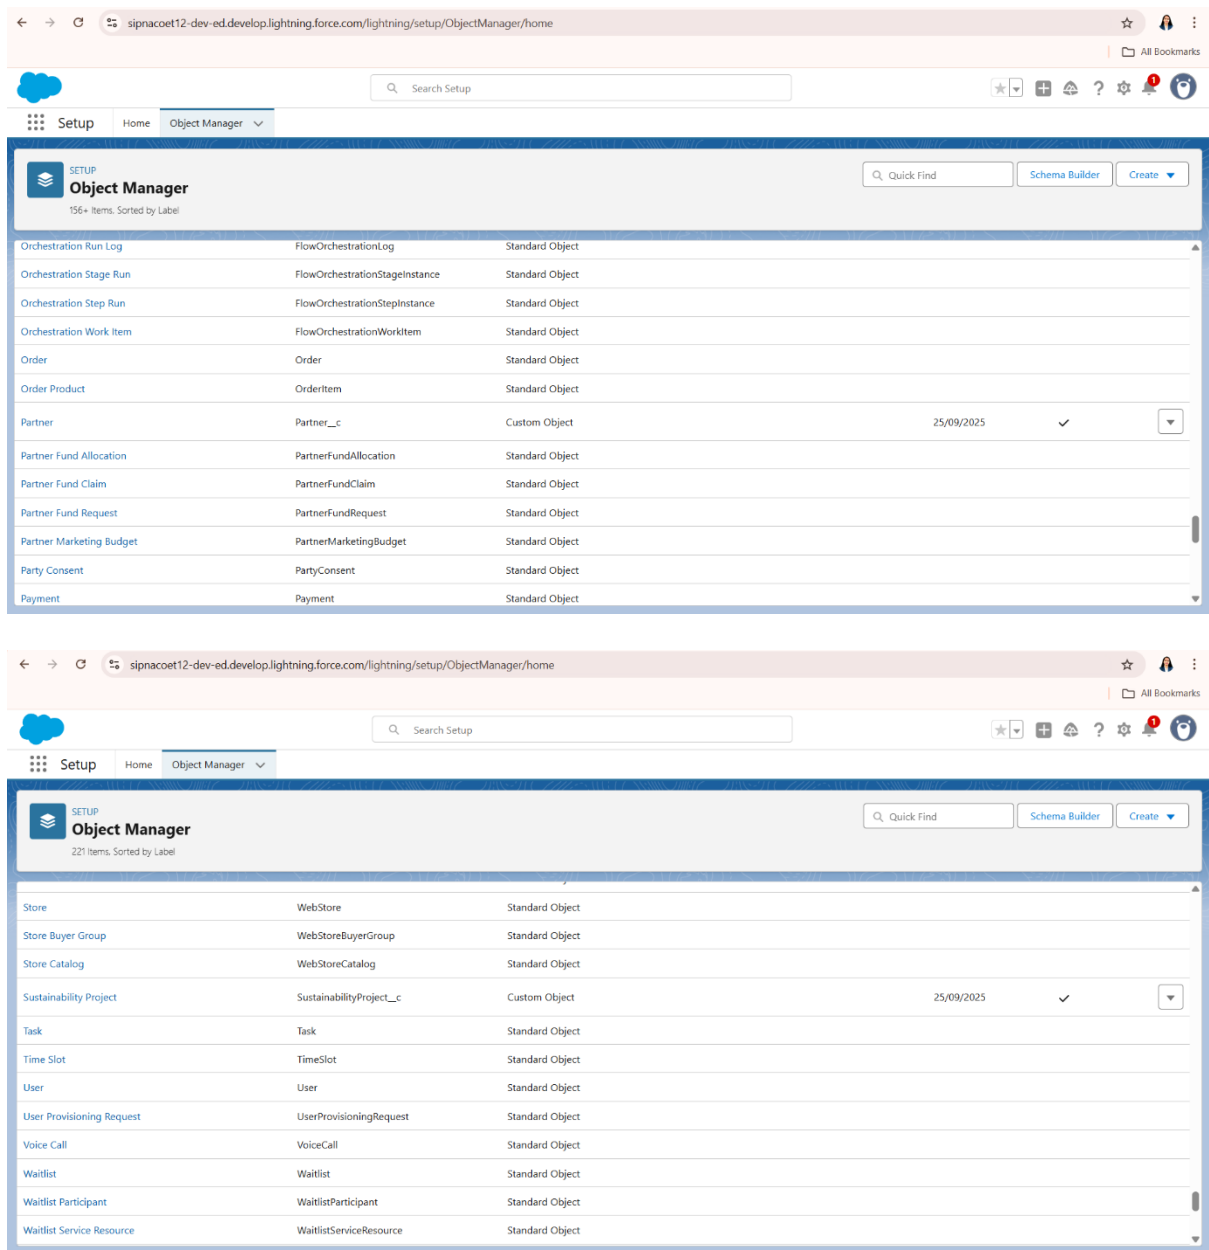 sipnacoet12-dev-ed.develop.lightning.force.com/lightning/setup/ObjectManager/home
All Bookmarks
Search Setup
1
Setup Home Object Manager
SETUP
Object Manager
156+ Items, Sorted by Label
Quick Find Schema Builder Create
Orchestration Run Log FlowOrchestrationLog Standard Object
Orchestration Stage Run FlowOrchestrationStageInstance Standard Object
Orchestration Step Run FlowOrchestrationStepInstance Standard Object
Orchestration Work Item FlowOrchestrationWorkItem Standard Object
Order Order Standard Object
Order Product OrderItem Standard Object
Partner Partner__c Custom Object 25/09/2025
Partner Fund Allocation PartnerFundAllocation Standard Object
Partner Fund Claim PartnerFundClaim Standard Object
Partner Fund Request PartnerFundRequest Standard Object
Partner Marketing Budget PartnerMarketingBudget Standard Object
Party Consent PartyConsent Standard Object
Payment Payment Standard Object
sipnacoet12-dev-ed.develop.lightning.force.com/lightning/setup/ObjectManager/home
All Bookmarks
Search Setup
1
Setup Home Object Manager
SETUP
Object Manager
221 Items, Sorted by Label
Quick Find Schema Builder Create
Store WebStore Standard Object
Store Buyer Group WebStoreBuyerGroup Standard Object
Store Catalog WebStoreCatalog Standard Object
Sustainability Project SustainabilityProject__c Custom Object 25/09/2025
Task Task Standard Object
Time Slot TimeSlot Standard Object
User User Standard Object
User Provisioning Request UserProvisioningRequest Standard Object
Voice Call VoiceCall Standard Object
Waitlist Waitlist Standard Object
Waitlist Participant WaitlistParticipant Standard Object
Waitlist Service Resource WaitlistServiceResource Standard Object